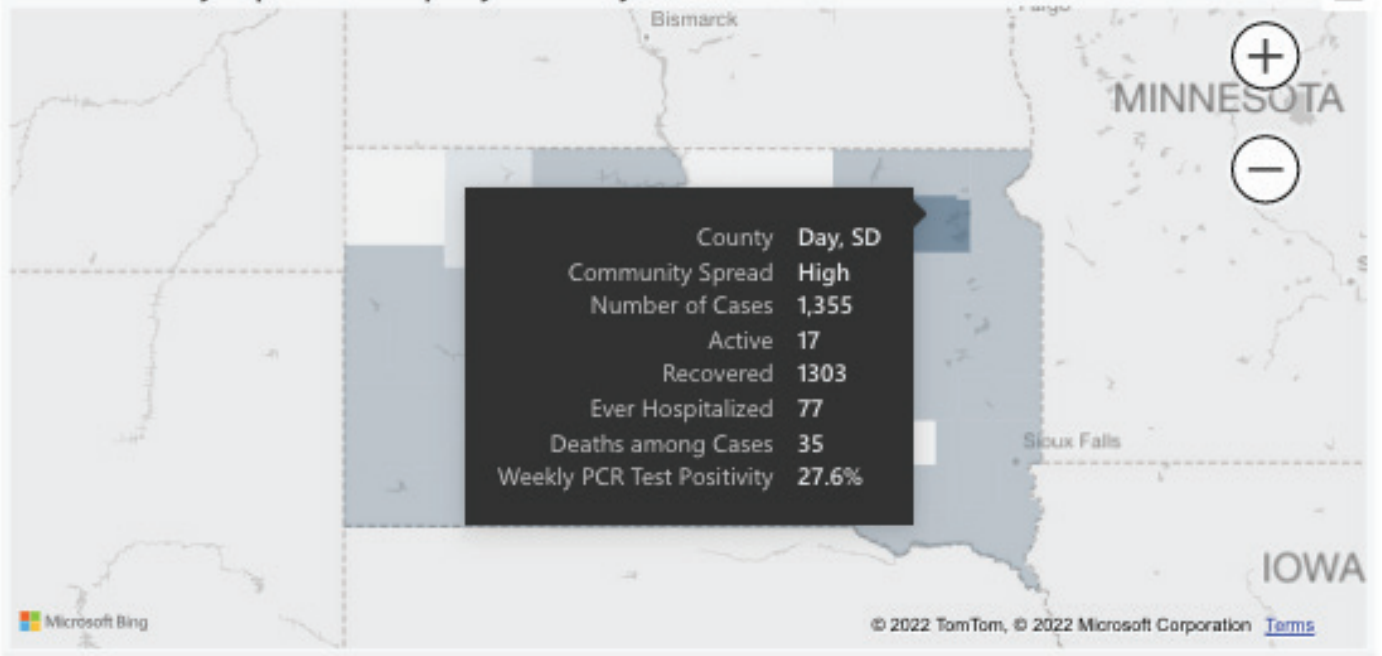 Bismarck
MINNESOTA
County Day, SD
Community Spread High
Number of Cases 1,355
Active 17
Recovered 1303
Ever Hospitalized 77
Deaths among Cases 35
Weekly PCR Test Positivity 27.6%
Sioux Falls
IOWA
Microsoft Bing
© 2022 TomTom, © 2022 Microsoft Corporation Terms